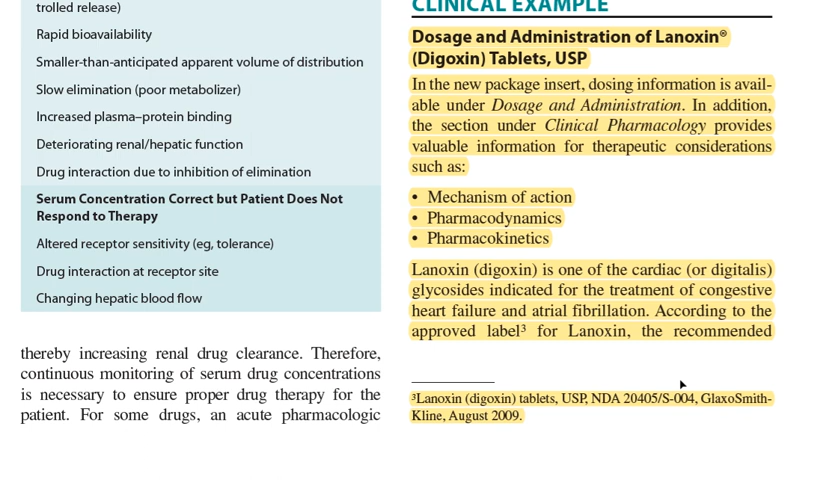 trolled release)
Rapid bioavailability
Smaller-than-anticipated apparent volume of distribution
Slow elimination (poor metabolizer)
Increased plasma–protein binding
Deteriorating renal/hepatic function
Drug interaction due to inhibition of elimination
Serum Concentration Correct but Patient Does Not
Respond to Therapy
Altered receptor sensitivity (eg, tolerance)
Drug interaction at receptor site
Changing hepatic blood flow
thereby increasing renal drug clearance. Therefore,
continuous monitoring of serum drug concentrations
is necessary to ensure proper drug therapy for the
patient. For some drugs, an acute pharmacologic
CLINICAL EXAMPLE
Dosage and Administration of Lanoxin®
(Digoxin) Tablets, USP
In the new package insert, dosing information is avail-
able under Dosage and Administration. In addition,
the section under Clinical Pharmacology provides
valuable information for therapeutic considerations
such as:
• Mechanism of action
• Pharmacodynamics
• Pharmacokinetics
Lanoxin (digoxin) is one of the cardiac (or digitalis)
glycosides indicated for the treatment of congestive
heart failure and atrial fibrillation. According to the
approved label³ for Lanoxin, the recommended
³Lanoxin (digoxin) tablets, USP, NDA 20405/S-004, GlaxoSmith-
Kline, August 2009.